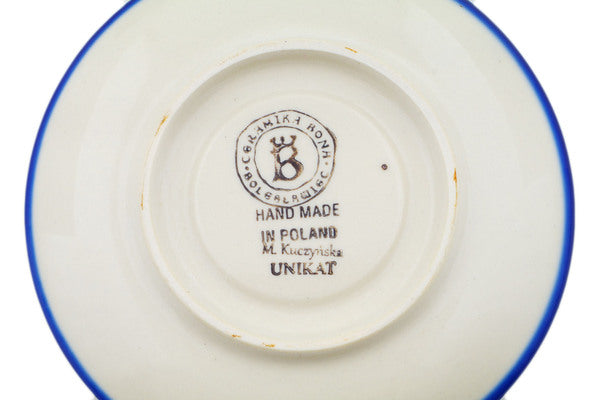 CERAMIKA BONA
B
BOLESŁAWIEC
HAND MADE
IN POLAND
M. Kuczyńska
UNIKAT